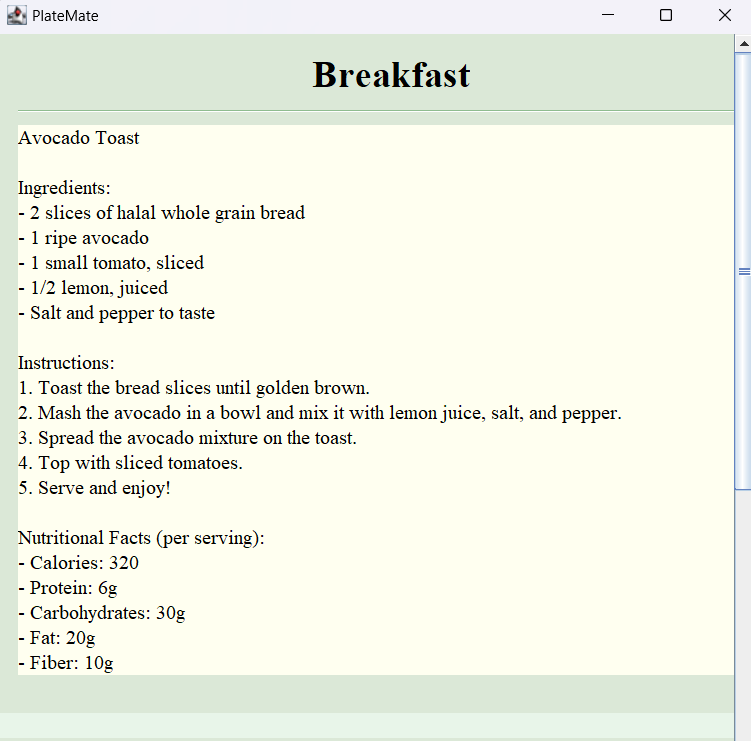 PlateMate
Breakfast
Avocado Toast
Ingredients:
- 2 slices of halal whole grain bread
- 1 ripe avocado
- 1 small tomato, sliced
- 1/2 lemon, juiced
- Salt and pepper to taste
Instructions:
1. Toast the bread slices until golden brown.
2. Mash the avocado in a bowl and mix it with lemon juice, salt, and pepper.
3. Spread the avocado mixture on the toast.
4. Top with sliced tomatoes.
5. Serve and enjoy!
Nutritional Facts (per serving):
- Calories: 320
- Protein: 6g
- Carbohydrates: 30g
- Fat: 20g
- Fiber: 10g